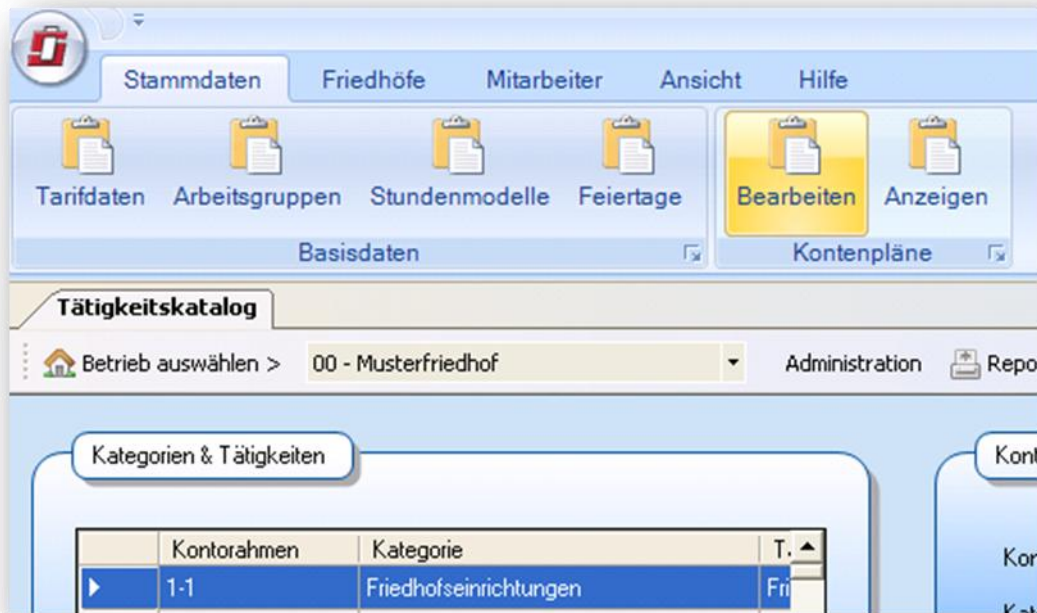 Stammdaten Friedhöfe Mitarbeiter Ansicht Hilfe
Tarifdaten Arbeitsgruppen Stundenmodelle Feiertage Bearbeiten Anzeigen
Basisdaten Kontenpläne
Tätigkeitskatalog
Betrieb auswählen > 00 - Musterfriedhof Administration
Kategorien & Tätigkeiten
Kontorahmen Kategorie T.
1-1 Friedhofseinrichtungen